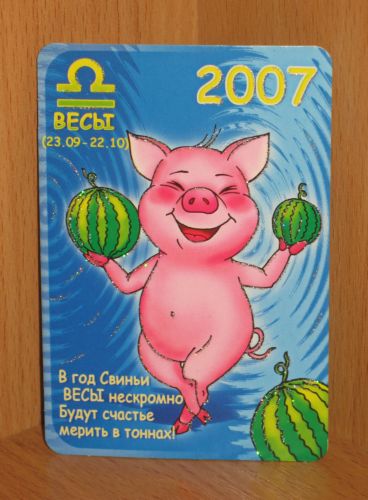 2007
ВЕСЫ
(23.09-22.10)
В год Свиньи
ВЕСЫ нескромно
Будут счастье
мерить в тоннах!